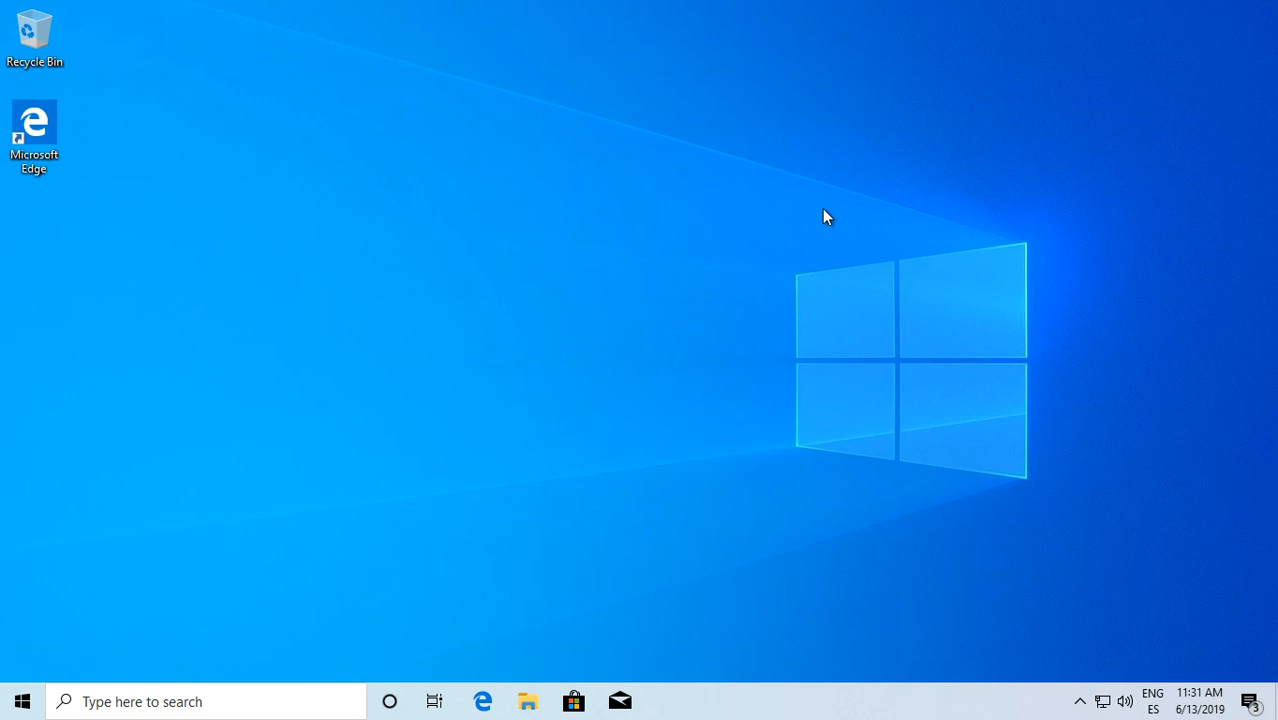 Recycle Bin
Microsoft
Edge
Type here to search
ENG
ES
11:31 AM
6/13/2019
3